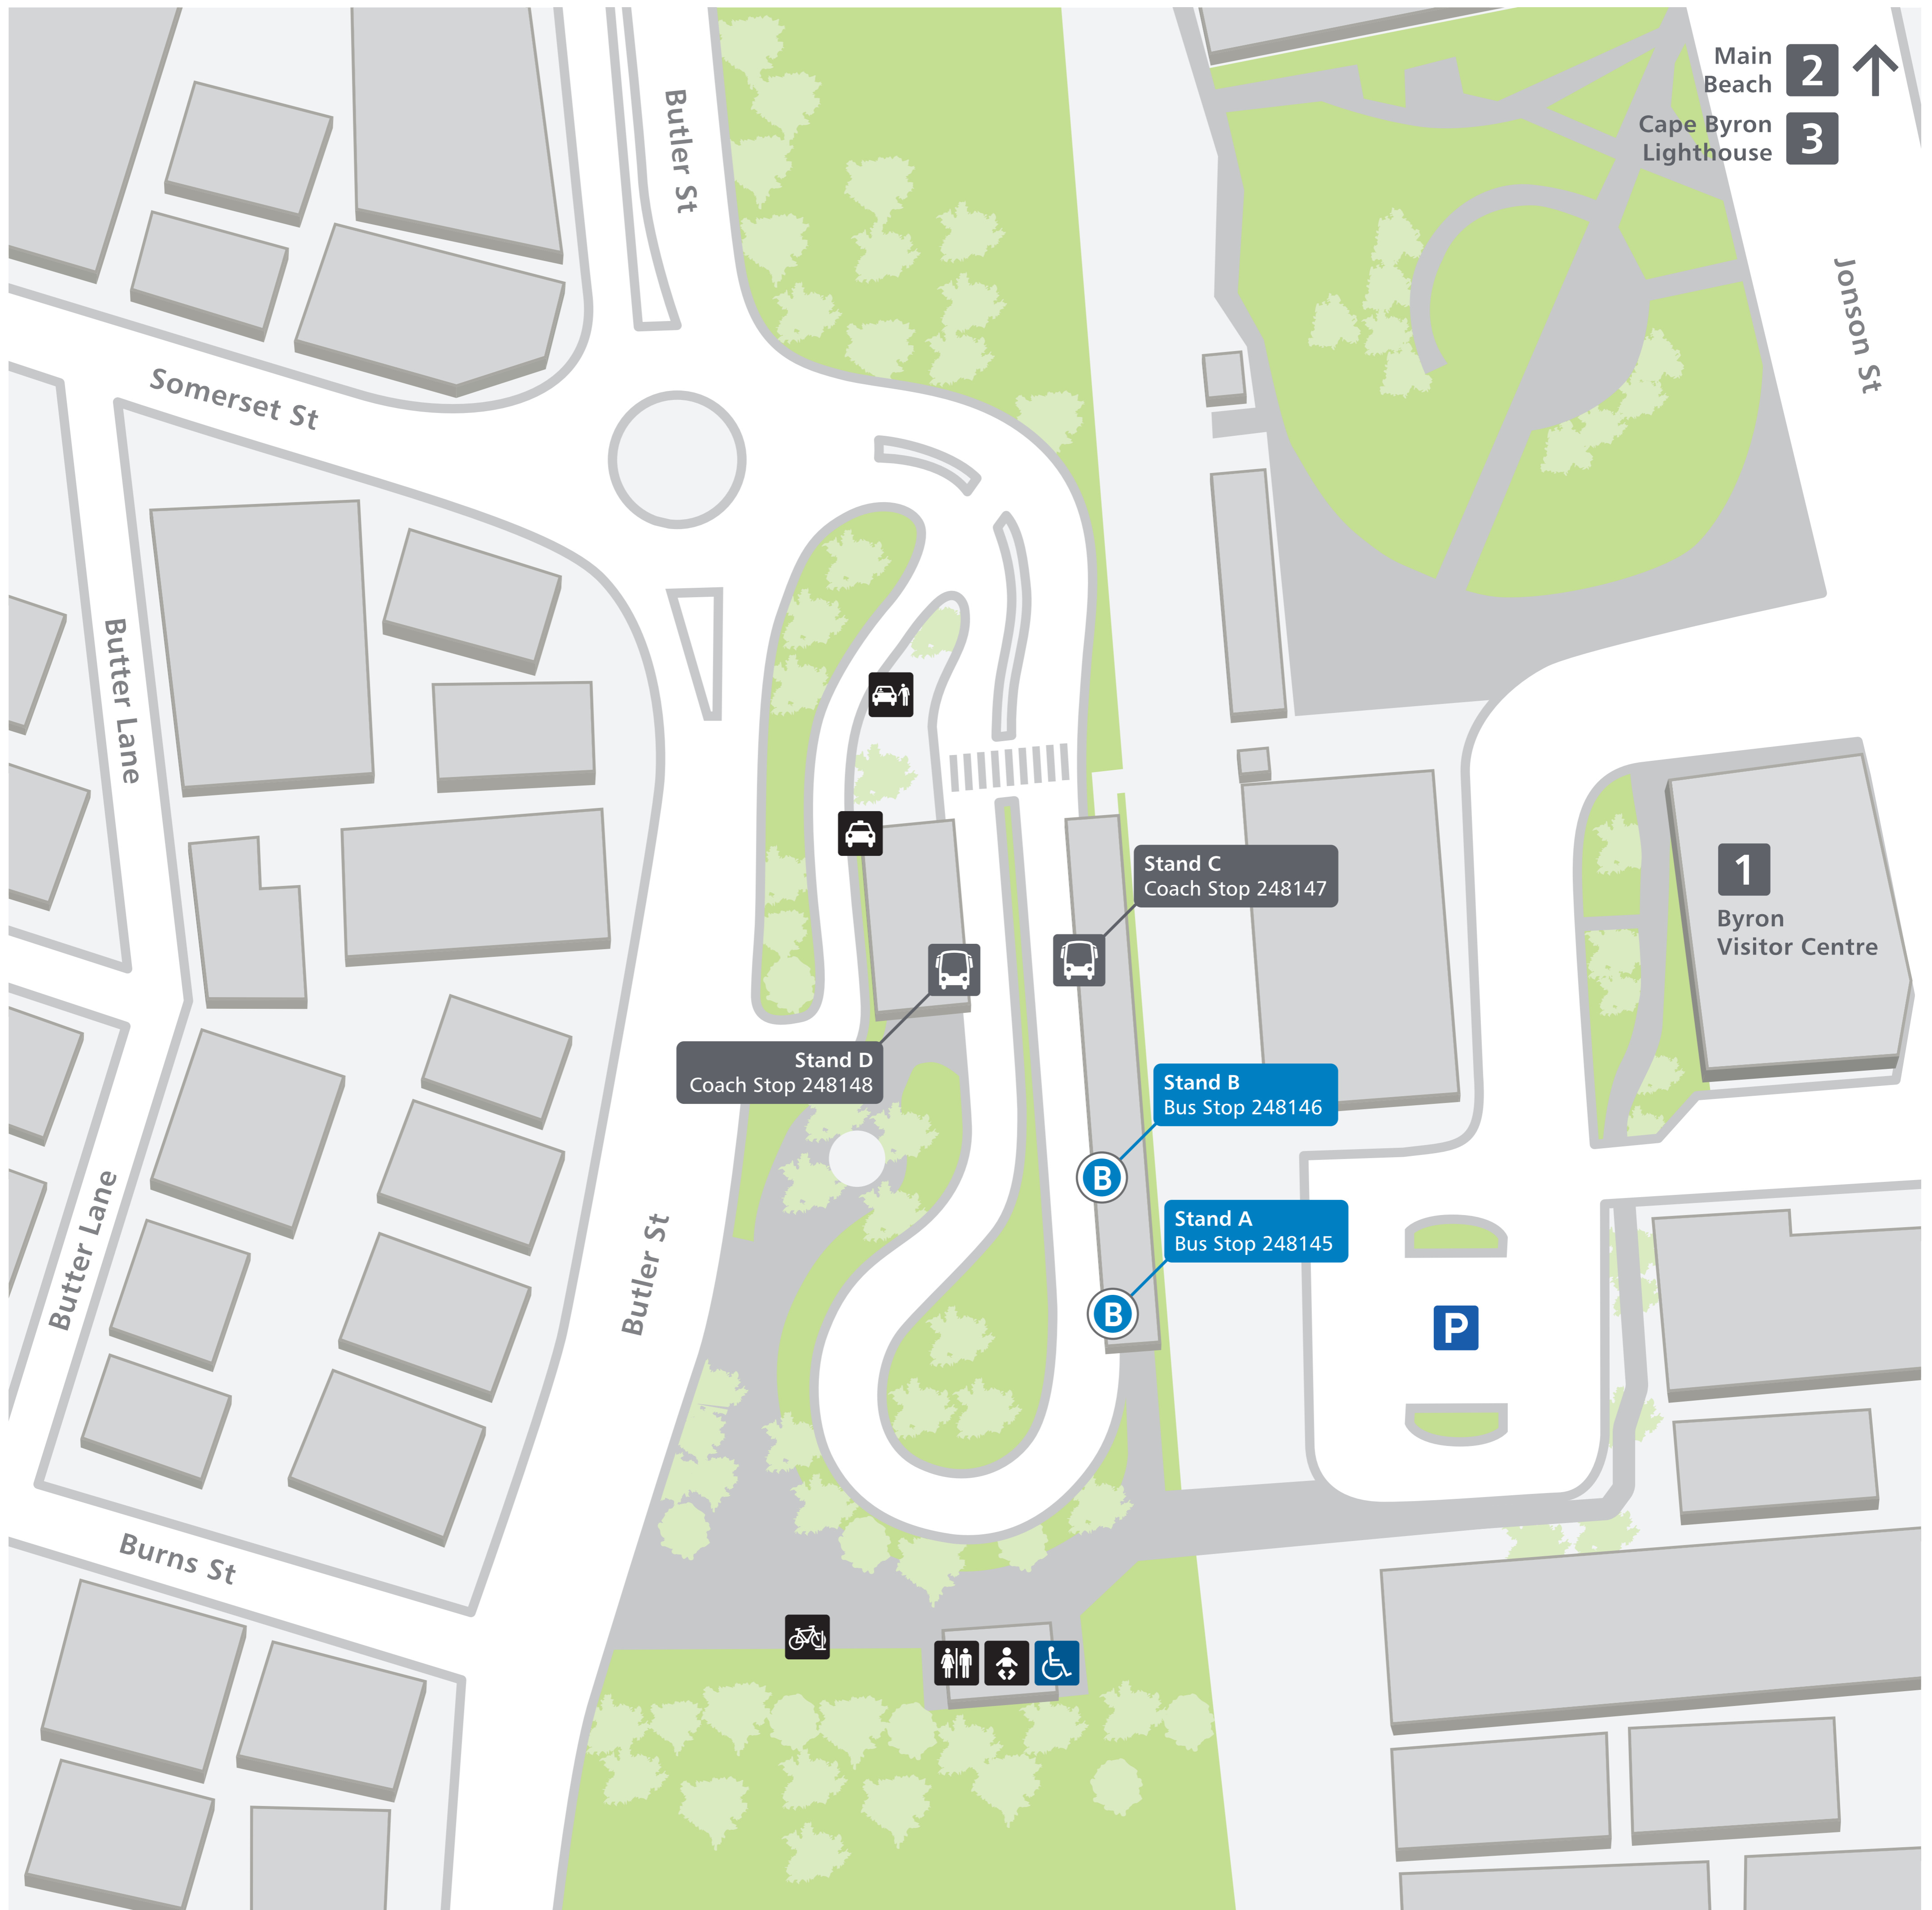 Main
Beach
2
Cape Byron
Lighthouse
3
Butler St
Jonson St
Somerset St
Butter Lane
Stand C
Coach Stop 248147
1
Byron
Visitor Centre
Stand D
Coach Stop 248148
Stand B
Bus Stop 248146
B
Butter Lane
Butler St
Stand A
Bus Stop 248145
B
P
Burns St